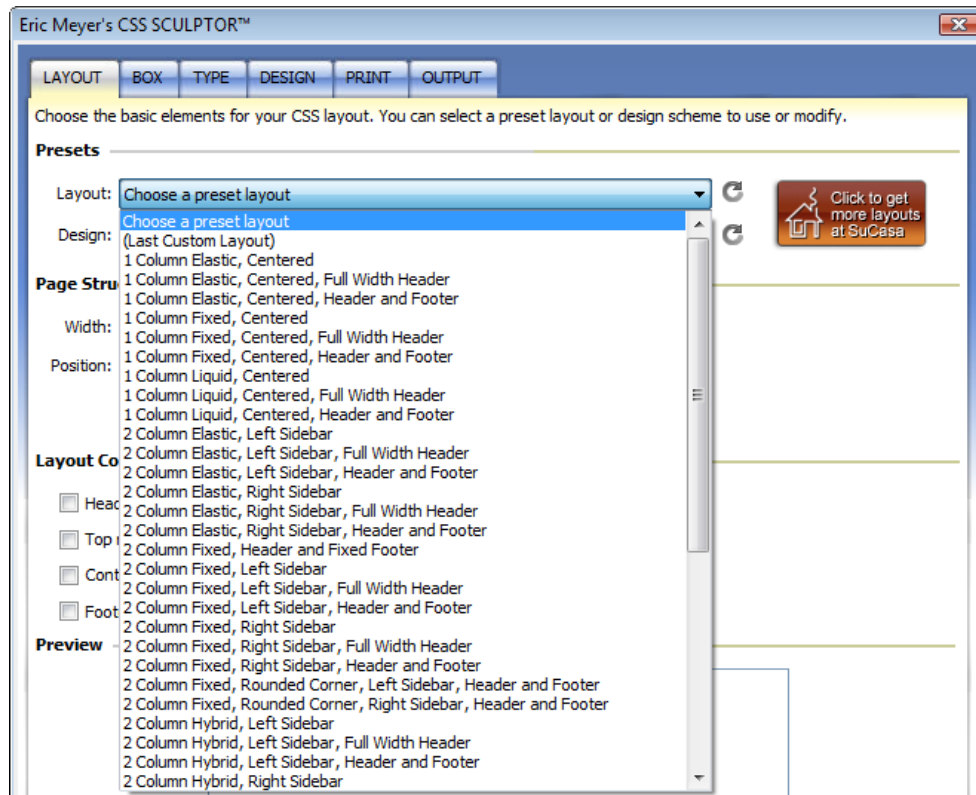 Eric Meyer's CSS SCULPTOR™
LAYOUT BOX TYPE DESIGN PRINT OUTPUT
Choose the basic elements for your CSS layout. You can select a preset layout or design scheme to use or modify.
Presets
Layout: Choose a preset layout
Click to get
more layouts
at SuCasa
Design:
Choose a preset layout
(Last Custom Layout)
1 Column Elastic, Centered
1 Column Elastic, Centered, Full Width Header
1 Column Elastic, Centered, Header and Footer
1 Column Fixed, Centered
1 Column Fixed, Centered, Full Width Header
1 Column Fixed, Centered, Header and Footer
1 Column Liquid, Centered
1 Column Liquid, Centered, Full Width Header
1 Column Liquid, Centered, Header and Footer
2 Column Elastic, Left Sidebar
2 Column Elastic, Left Sidebar, Full Width Header
2 Column Elastic, Left Sidebar, Header and Footer
2 Column Elastic, Right Sidebar
2 Column Elastic, Right Sidebar, Full Width Header
2 Column Elastic, Right Sidebar, Header and Footer
2 Column Fixed, Header and Fixed Footer
2 Column Fixed, Left Sidebar
2 Column Fixed, Left Sidebar, Full Width Header
2 Column Fixed, Left Sidebar, Header and Footer
2 Column Fixed, Right Sidebar
2 Column Fixed, Right Sidebar, Full Width Header
2 Column Fixed, Right Sidebar, Header and Footer
2 Column Fixed, Rounded Corner, Left Sidebar, Header and Footer
2 Column Fixed, Rounded Corner, Right Sidebar, Header and Footer
2 Column Hybrid, Left Sidebar
2 Column Hybrid, Left Sidebar, Full Width Header
2 Column Hybrid, Left Sidebar, Header and Footer
2 Column Hybrid, Right Sidebar
Page Stru
Width:
Position:
Layout Co
Head
Top
Cont
Foot
Preview